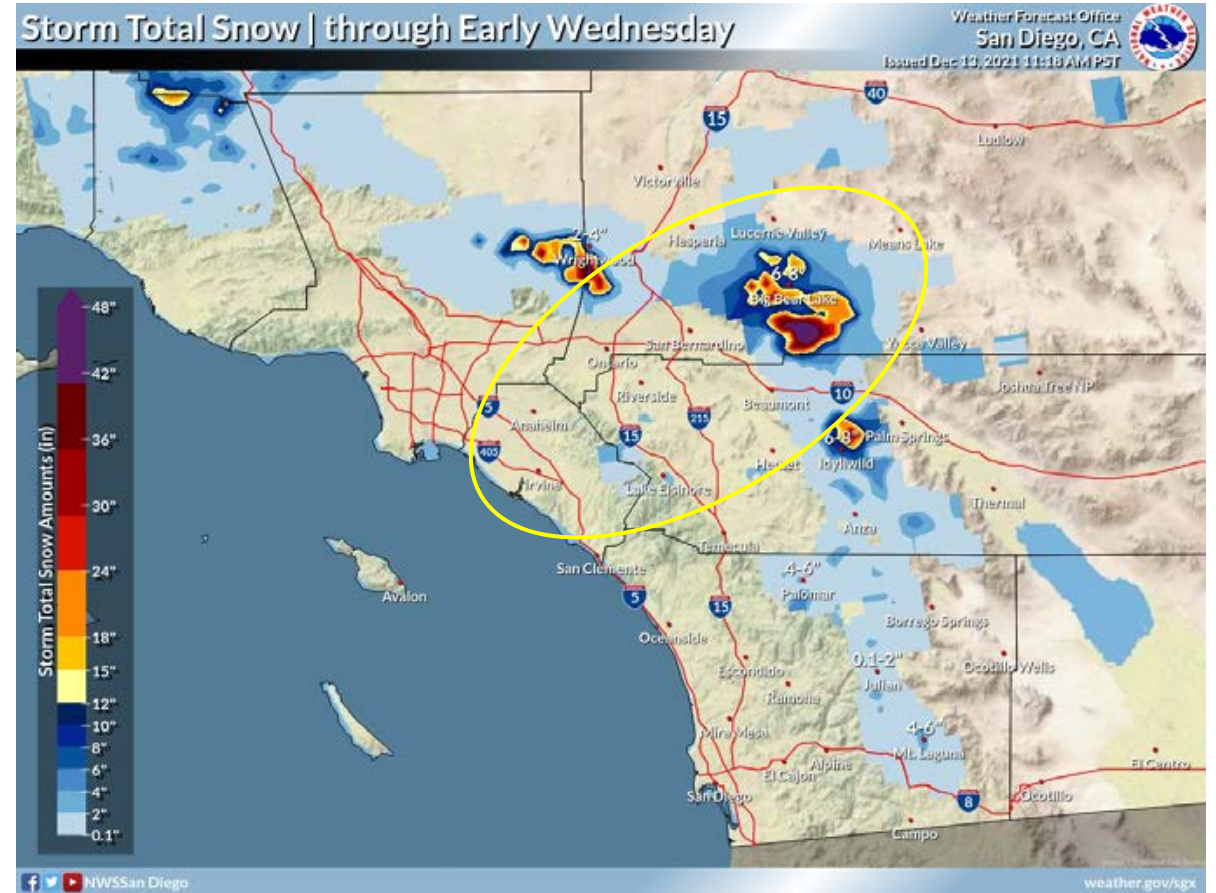 Storm Total Snow | through Early Wednesday
Weather Forecast Office
San Diego, CA
Issued Dec 13, 2021 11:18 AM PST
NATIONAL WEATHER SERVICE
40
15
Ludlow
Victorville
2-4"
Wrightwood
Hesperia
Lucerne Valley
Means Lake
6-8"
Big Bear Lake
San Bernardino
Yucca Valley
Ontario
Joshua Tree NP
Riverside
10
Beaumont
5
215
Anaheim
15
6-8"
Palm Springs
405
Hemet
Idyllwild
Irvine
Lake Elsinore
Thermal
Anza
Temecula
San Clemente
4-6"
Avalon
5
15
Palomar
Borrego Springs
Oceanside
0.1-2"
Ocotillo Wells
Escondido
Julian
Ramona
4-6"
Mira Mesa
Mt. Laguna
Alpine
El Cajon
El Centro
San Diego
8
Ocotillo
Campo
Storm Total Snow Amounts (in)
48"
42"
36"
30"
24"
18"
15"
12"
10"
8"
6"
4"
2"
0.1"
NWSSan Diego
weather.gov/sgx